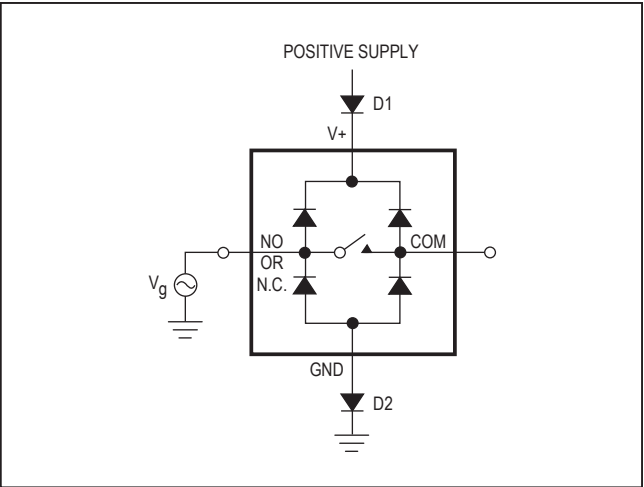 POSITIVE SUPPLY
D1
V+
NO
COM
OR
N.C.
Vg
GND
D2